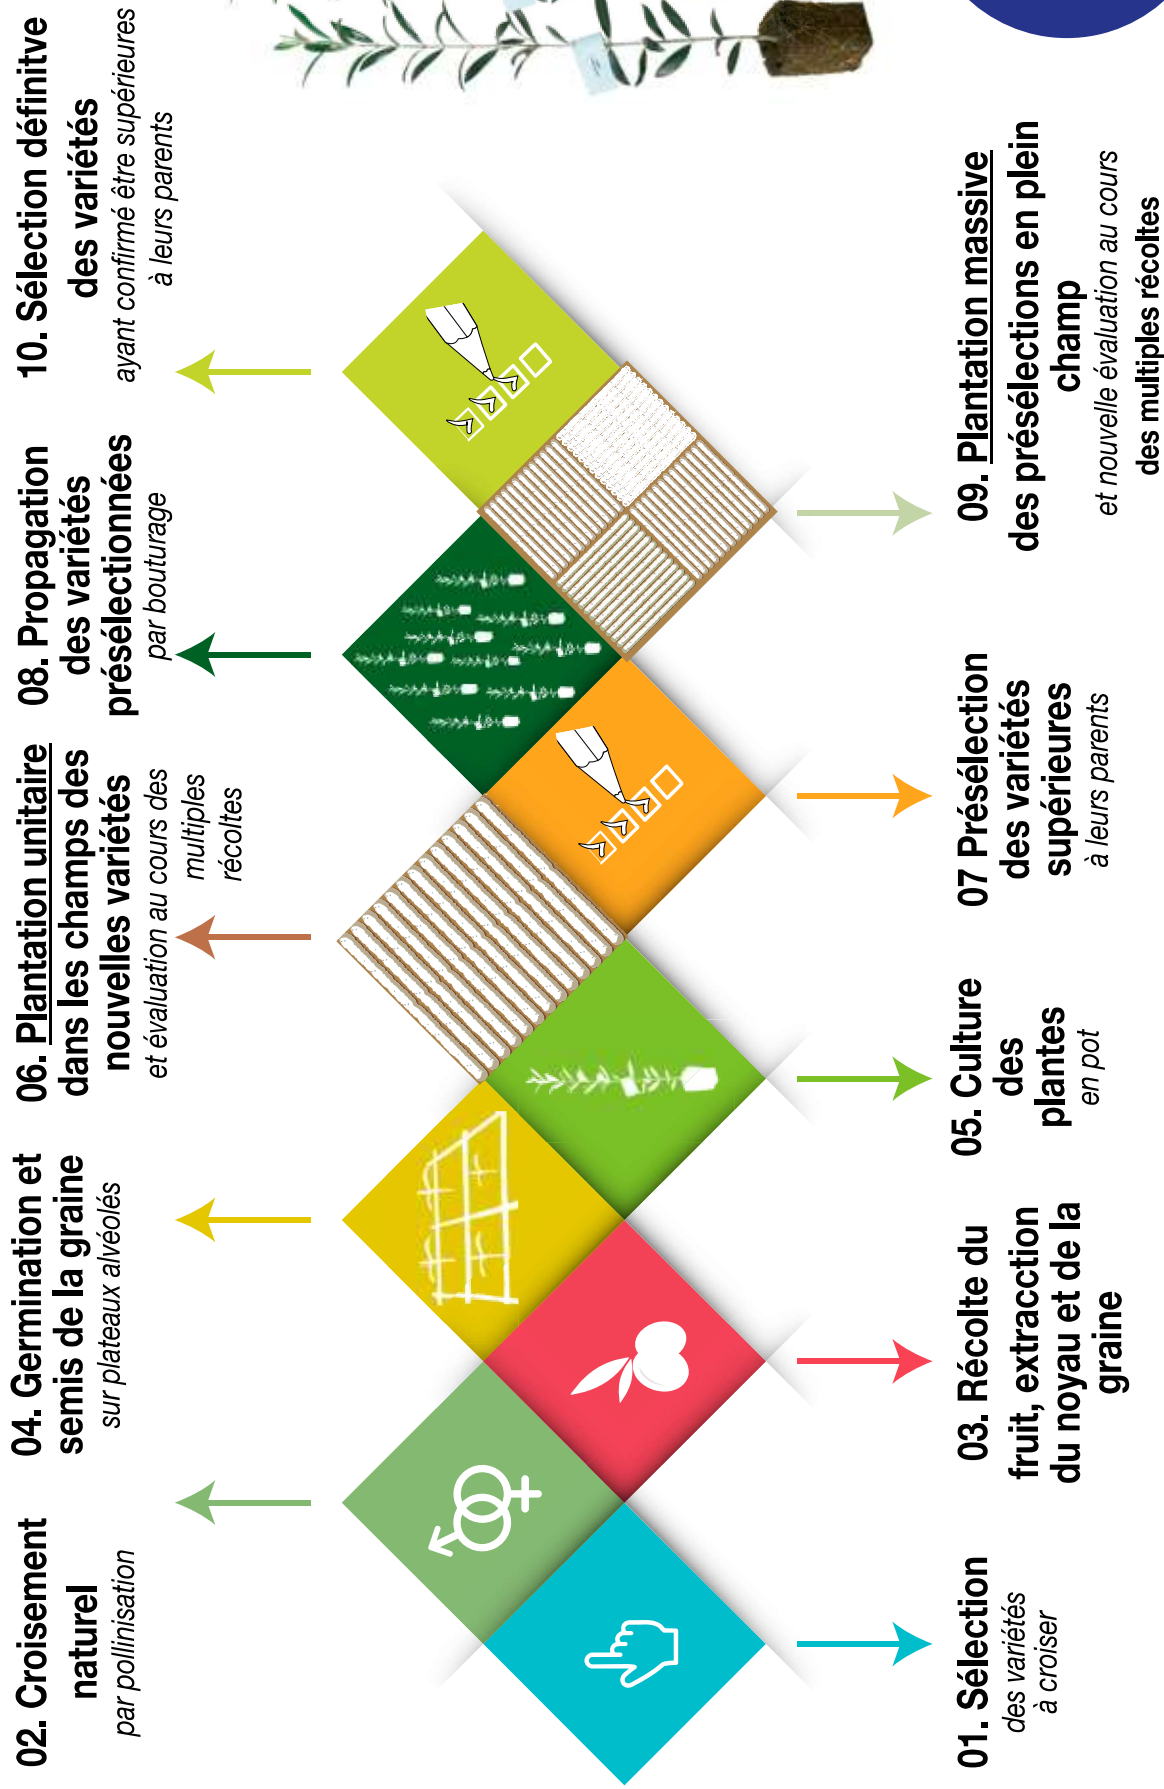 01. Sélection
des variétés
à croiser
02. Croisement
naturel
par pollinisation
03. Récolte du
fruit, extracction
du noyau et de la
graine
04. Germination et
semis de la graine
sur plateaux alvéolés
05. Culture
des
plantes
en pot
06. Plantation unitaire
dans les champs des
nouvelles variétés
et évaluation au cours des
multiples
récoltes
07 Présélection
des variétés
supérieures
à leurs parents
08. Propagation
des variétés
présélectionnées
par bouturage
09. Plantation massive
des présélections en plein
champ
et nouvelle évaluation au cours
des multiples récoltes
10. Sélection définitve
des variétés
ayant confirmé être supérieures
à leurs parents